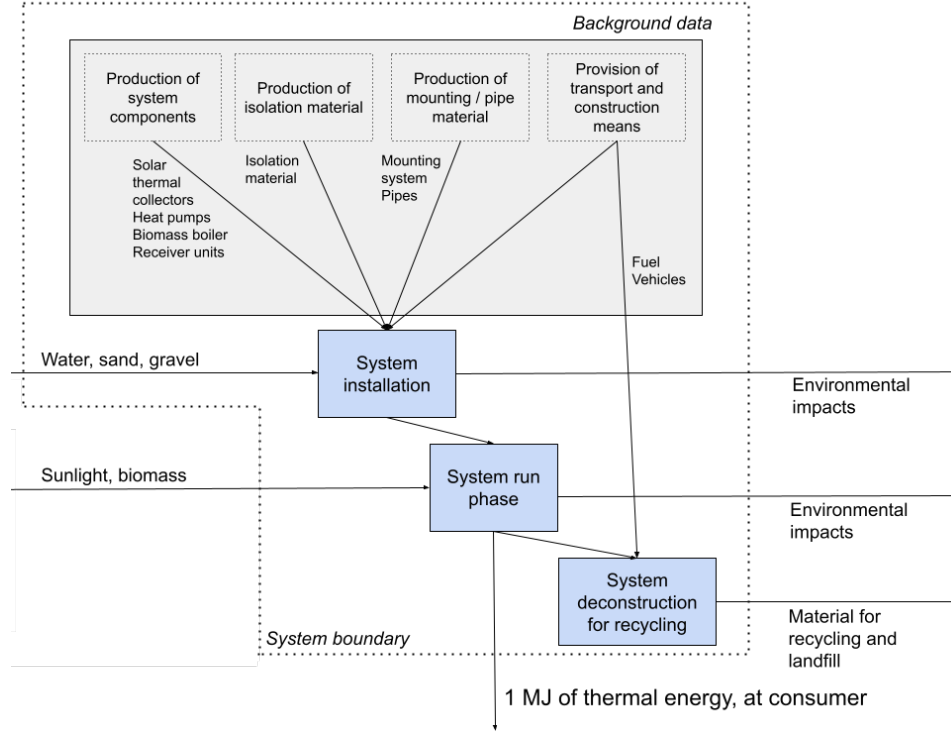 Background data
Production of
system
components
Production of
isolation material
Production of
mounting / pipe
material
Provision of
transport and
construction
means
Solar
thermal
collectors
Heat pumps
Biomass boiler
Receiver units
Isolation
material
Mounting
system
Pipes
Fuel
Vehicles
Water, sand, gravel
System
installation
Environmental
impacts
Sunlight, biomass
System run
phase
Environmental
impacts
System
deconstruction
for recycling
Material for
recycling and
landfill
System boundary
1 MJ of thermal energy, at consumer